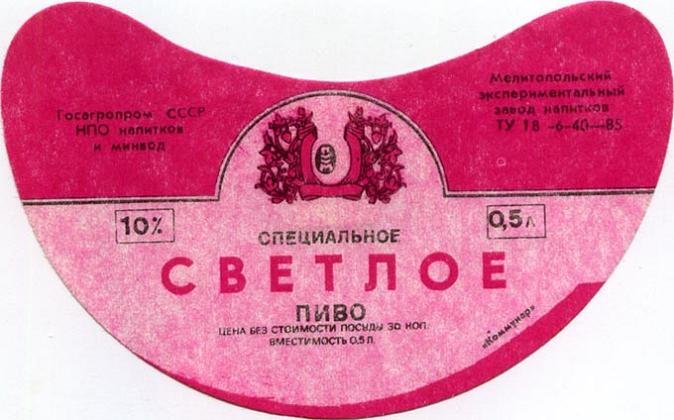 Госагропром СССР
НПО напитков
и минвод
Мелитопольский
экспериментальный
завод напитков
ТУ 18-6-40—85
10%
0,5л
СПЕЦИАЛЬНОЕ
СВЕТЛОЕ
ПИВО
ЦЕНА БЕЗ СТОИМОСТИ ПОСУДЫ 30 КОП.
ВМЕСТИМОСТЬ 0,5 Л.
«Коммунар»